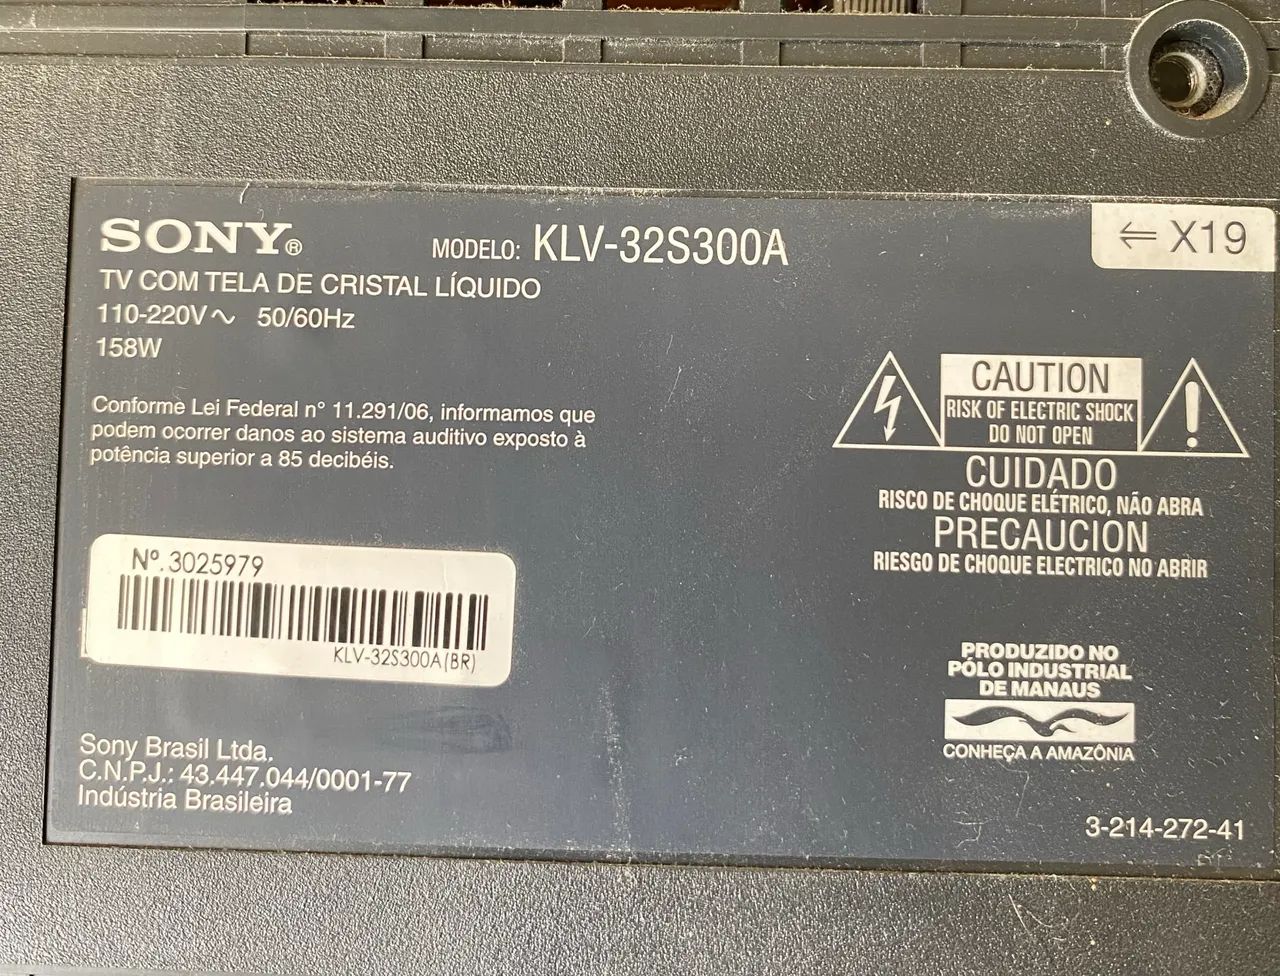 SONY®
MODELO: KLV-32S300A
⇐ X19
TV COM TELA DE CRISTAL LÍQUIDO
110-220V ~ 50/60Hz
158W
Conforme Lei Federal n° 11.291/06, informamos que
podem ocorrer danos ao sistema auditivo exposto à
potência superior a 85 decibéis.
CAUTION
RISK OF ELECTRIC SHOCK
DO NOT OPEN
CUIDADO
RISCO DE CHOQUE ELÉTRICO, NÃO ABRA
PRECAUCION
RIESGO DE CHOQUE ELECTRICO NO ABRIR
Nº. 3025979
KLV-32S300A(BR)
PRODUZIDO NO
PÓLO INDUSTRIAL
DE MANAUS
CONHEÇA A AMAZÔNIA
Sony Brasil Ltda.
C.N.P.J.: 43.447.044/0001-77
Indústria Brasileira
3-214-272-41